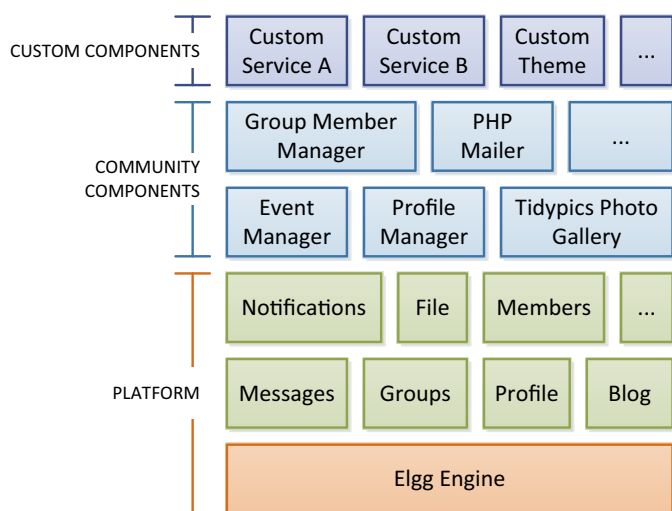 CUSTOM COMPONENTS
Custom
Service A
Custom
Service B
Custom
Theme
...
COMMUNITY
COMPONENTS
Group Member
Manager
PHP
Mailer
...
Event
Manager
Profile
Manager
Tidypics Photo
Gallery
PLATFORM
Notifications
File
Members
...
Messages
Groups
Profile
Blog
Elgg Engine